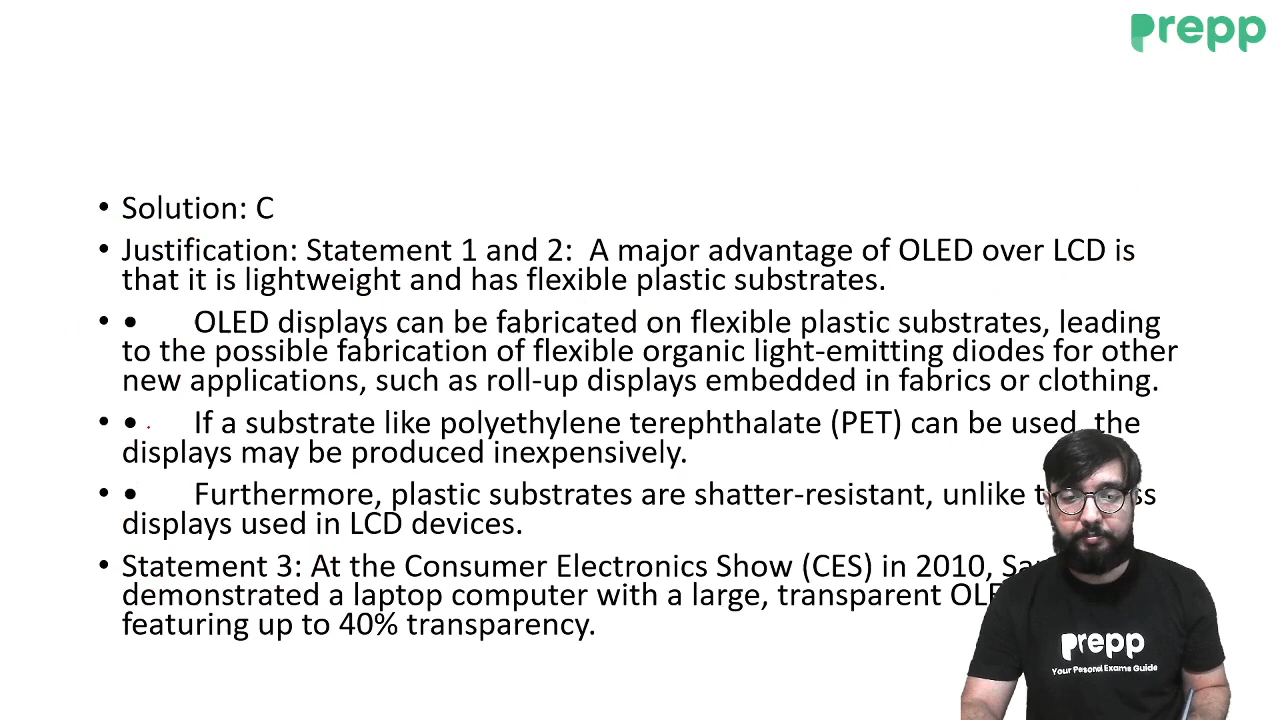 prepp
• Solution: C
• Justification: Statement 1 and 2:  A major advantage of OLED over LCD is
that it is lightweight and has flexible plastic substrates.
• • OLED displays can be fabricated on flexible plastic substrates, leading
to the possible fabrication of flexible organic light-emitting diodes for other
new applications, such as roll-up displays embedded in fabrics or clothing.
• • If a substrate like polyethylene terephthalate (PET) can be used, the
displays may be produced inexpensively.
• • Furthermore, plastic substrates are shatter-resistant, unlike
displays used in LCD devices.
• Statement 3: At the Consumer Electronics Show (CES) in 2010,
demonstrated a laptop computer with a large, transparent
featuring up to 40% transparency.
prepp
Your Personal Exams Guide